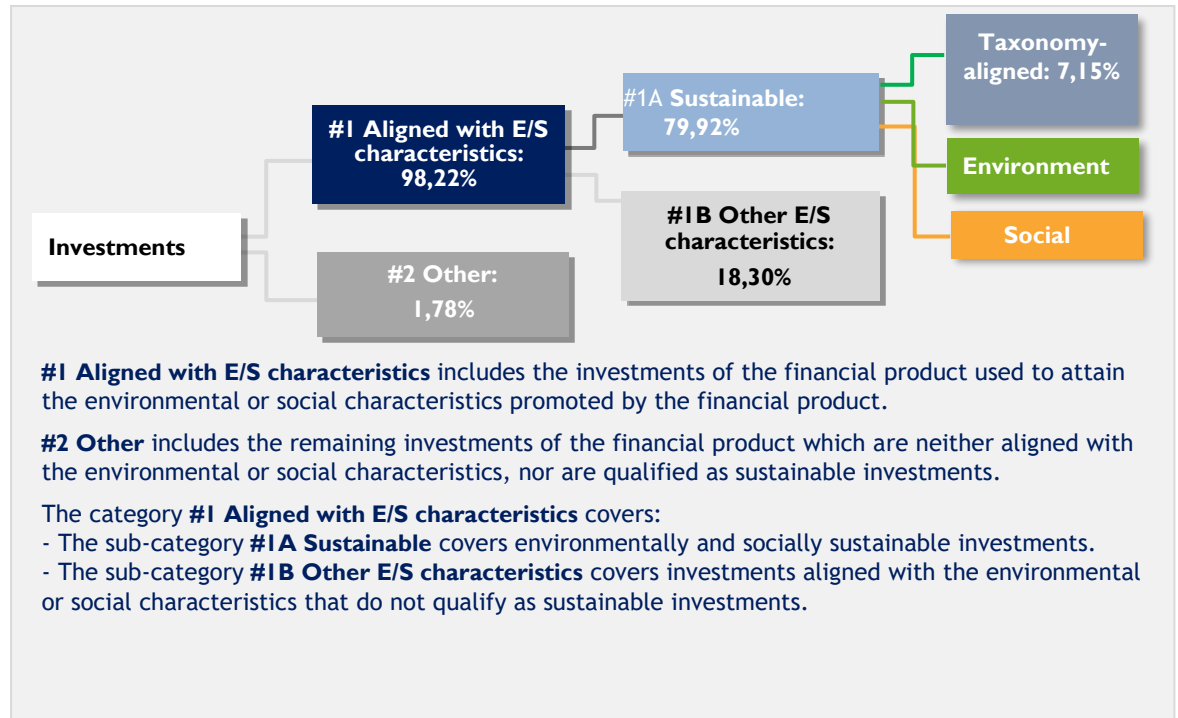 Taxonomy-
aligned: 7,15%
#1A Sustainable:
79,92%
#1 Aligned with E/S
characteristics:
98,22%
Environment
#1B Other E/S
characteristics:
18,30%
Social
Investments
#2 Other:
1,78%
#1 Aligned with E/S characteristics includes the investments of the financial product used to attain
the environmental or social characteristics promoted by the financial product.
#2 Other includes the remaining investments of the financial product which are neither aligned with
the environmental or social characteristics, nor are qualified as sustainable investments.
The category #1 Aligned with E/S characteristics covers:
- The sub-category #1A Sustainable covers environmentally and socially sustainable investments.
- The sub-category #1B Other E/S characteristics covers investments aligned with the environmental
or social characteristics that do not qualify as sustainable investments.